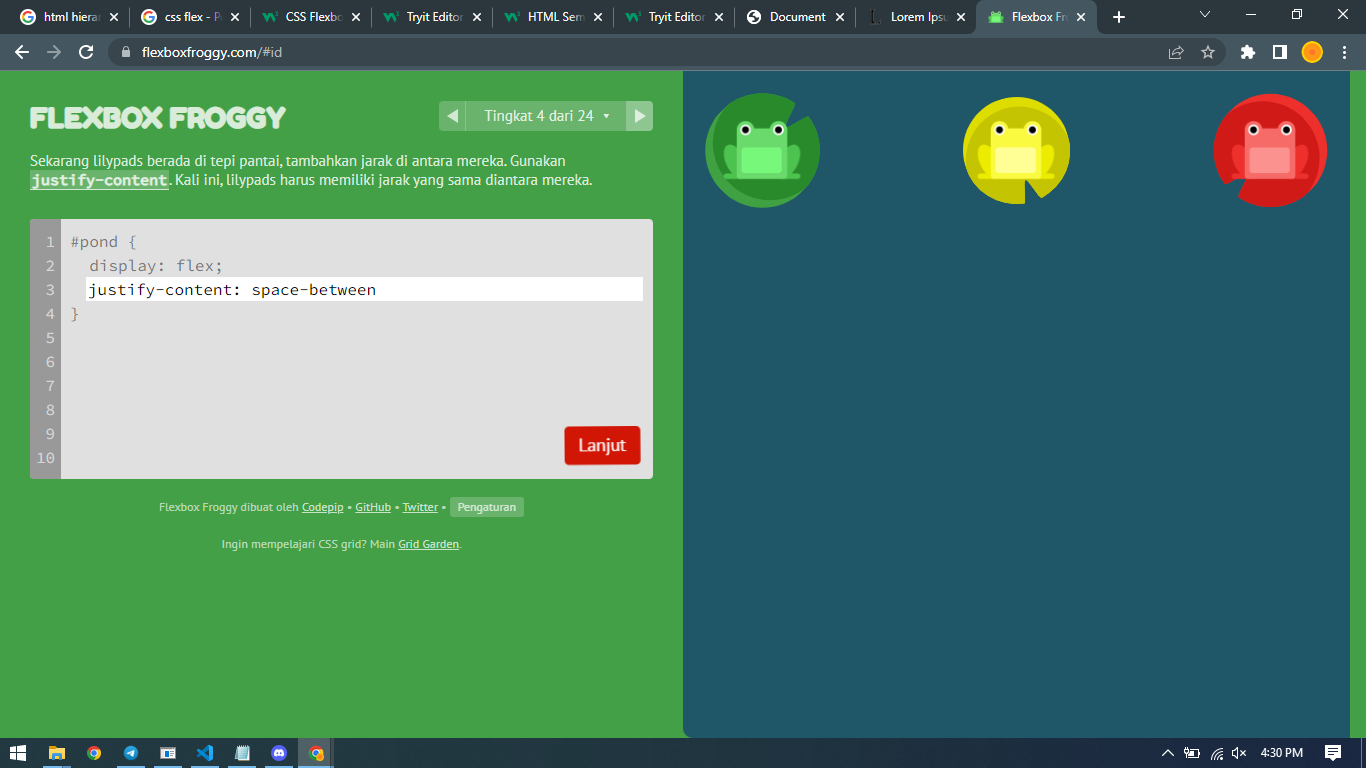 html hierar
css flex - P
CSS Flexbo
Tryit Editor
HTML Sem
Tryit Editor
Document
Lorem Ipsu
Flexbox Fr
flexboxfroggy.com/#id
FLEXBOX FROGGY
Tingkat 4 dari 24
Sekarang lilypads berada di tepi pantai, tambahkan jarak di antara mereka. Gunakan
justify-content. Kali ini, lilypads harus memiliki jarak yang sama diantara mereka.
1 #pond {
2 display: flex;
3 justify-content: space-between
4 }
5
6
7
8
9
10
Lanjut
Flexbox Froggy dibuat oleh Codepip • GitHub • Twitter • Pengaturan
Ingin mempelajari CSS grid? Main Grid Garden.
4:30 PM